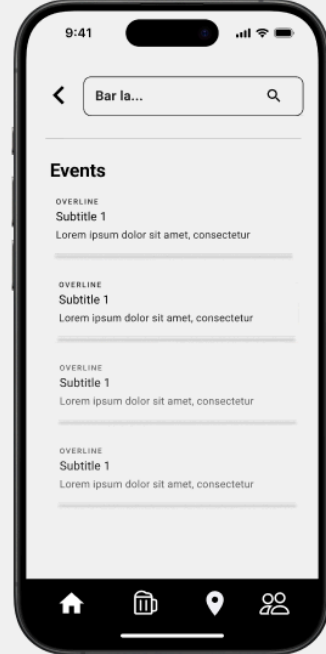 9:41
Bar la...
Events
OVERLINE
Subtitle 1
Lorem ipsum dolor sit amet, consectetur
OVERLINE
Subtitle 1
Lorem ipsum dolor sit amet, consectetur
OVERLINE
Subtitle 1
Lorem ipsum dolor sit amet, consectetur
OVERLINE
Subtitle 1
Lorem ipsum dolor sit amet, consectetur